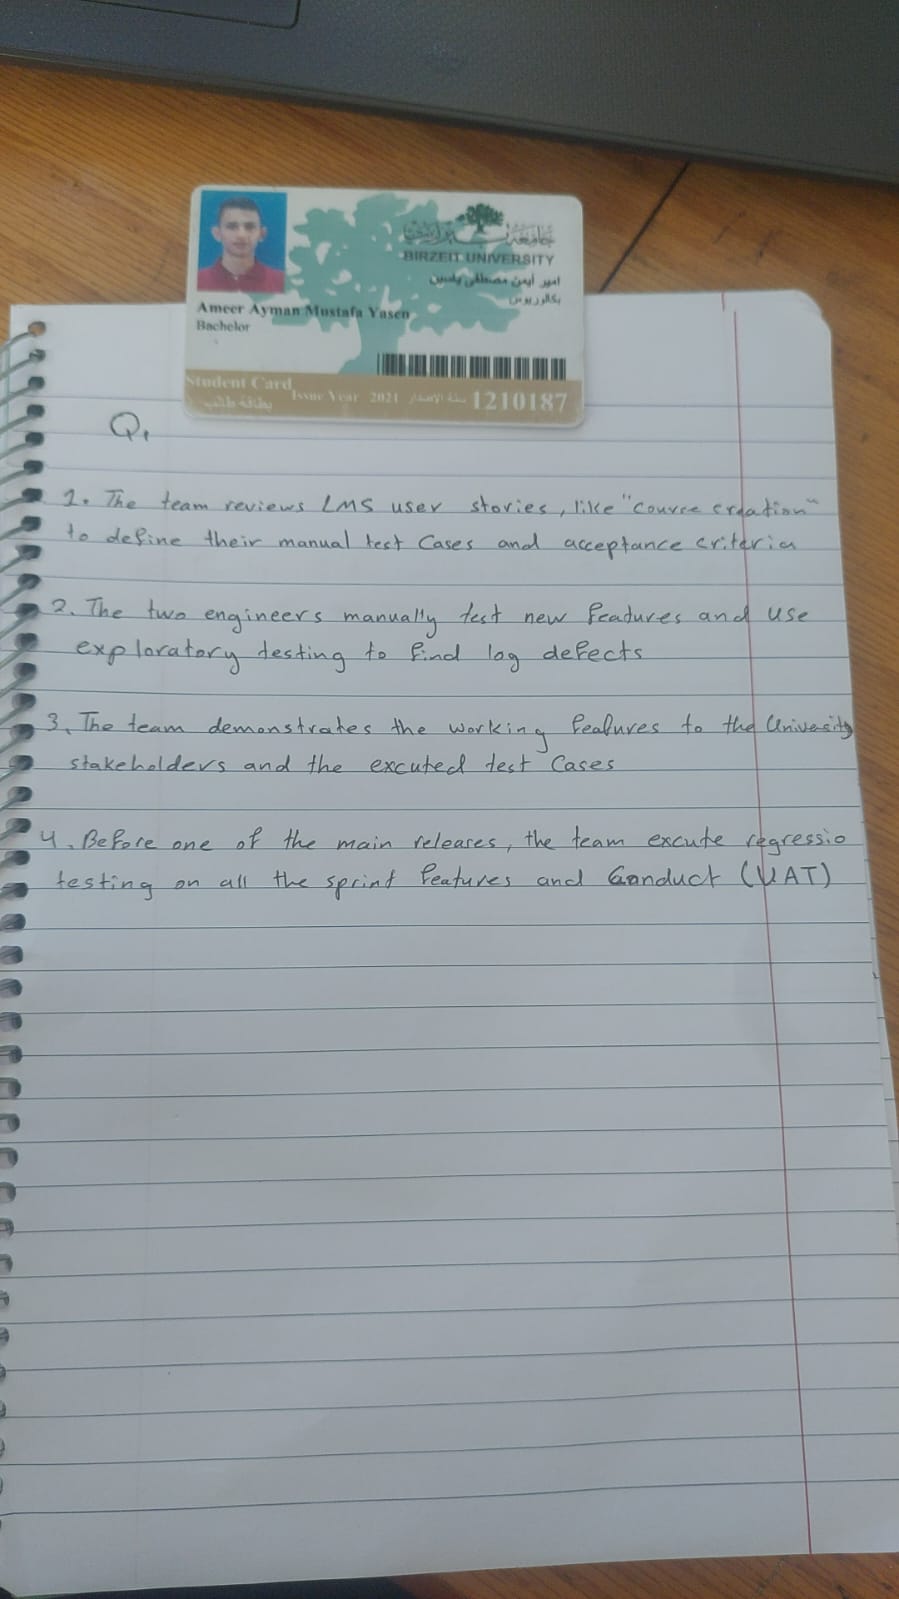 جامعة بيرزيت
BIRZEIT UNIVERSITY
امير أيمن مصطفى ياسين
بكالوريوس
Ameer Ayman Mustafa Yasen
Bachelor
Student Card
بطاقة طالب
Issue Year 2021 سنة الإصدار
1210187
Q1
1. The team reviews LMS user stories, like "course creation"
to define their manual test Cases and acceptance criteria
2. The two engineers manually test new features and use
exploratory testing to find log defects
3. The team demonstrates the working features to the University
stakeholders and the excuted test Cases
4. Before one of the main releases, the team excute regressio
testing on all the sprint features and Conduct (UAT)